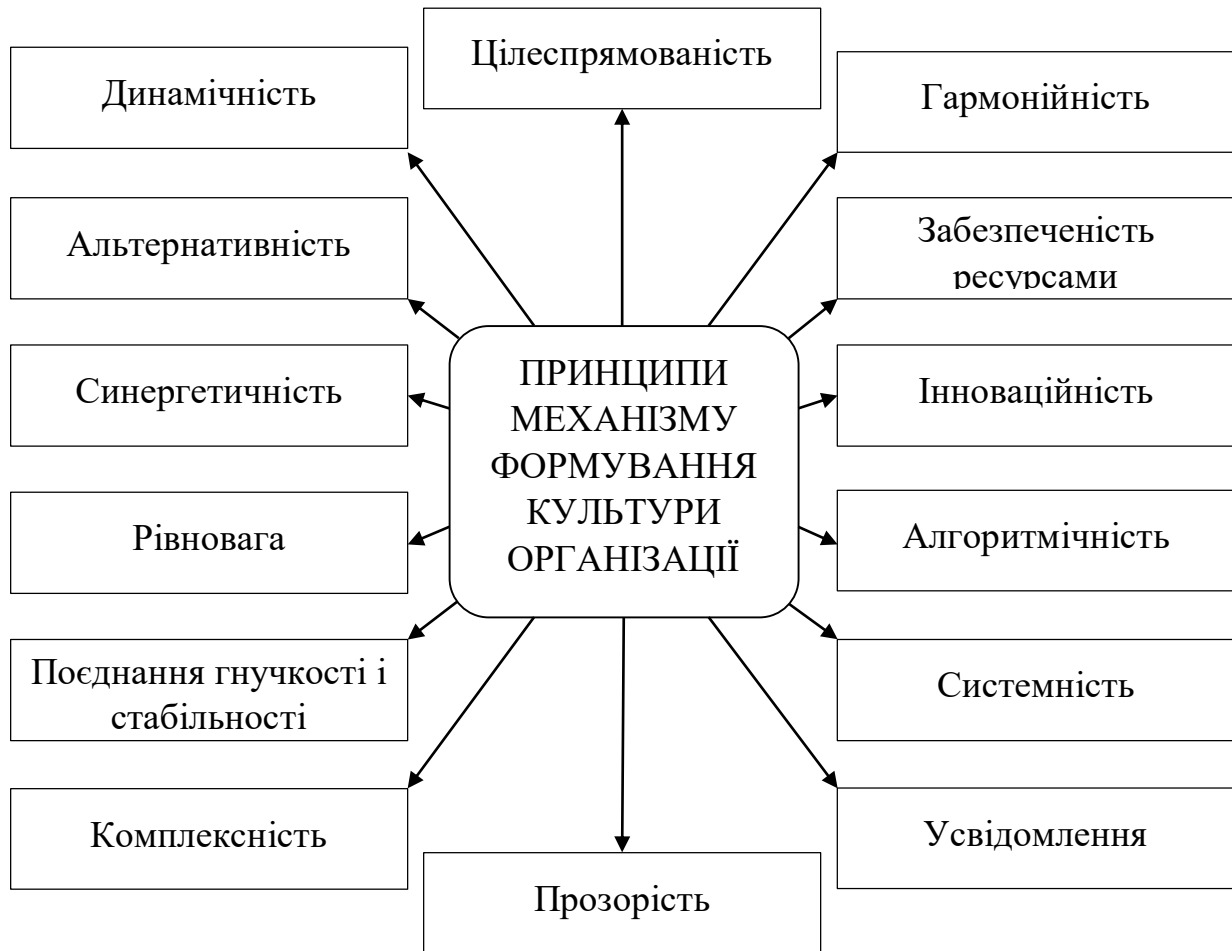 Цілеспрямованість
Динамічність
Гармонійність
Альтернативність
Забезпеченість
ресурсами
Синергетичність
ПРИНЦИПИ
МЕХАНІЗМУ
ФОРМУВАННЯ
КУЛЬТУРИ
ОРГАНІЗАЦІЇ
Інноваційність
Рівновага
Алгоритмічність
Поєднання гнучкості і
стабільності
Системність
Комплексність
Усвідомлення
Прозорість